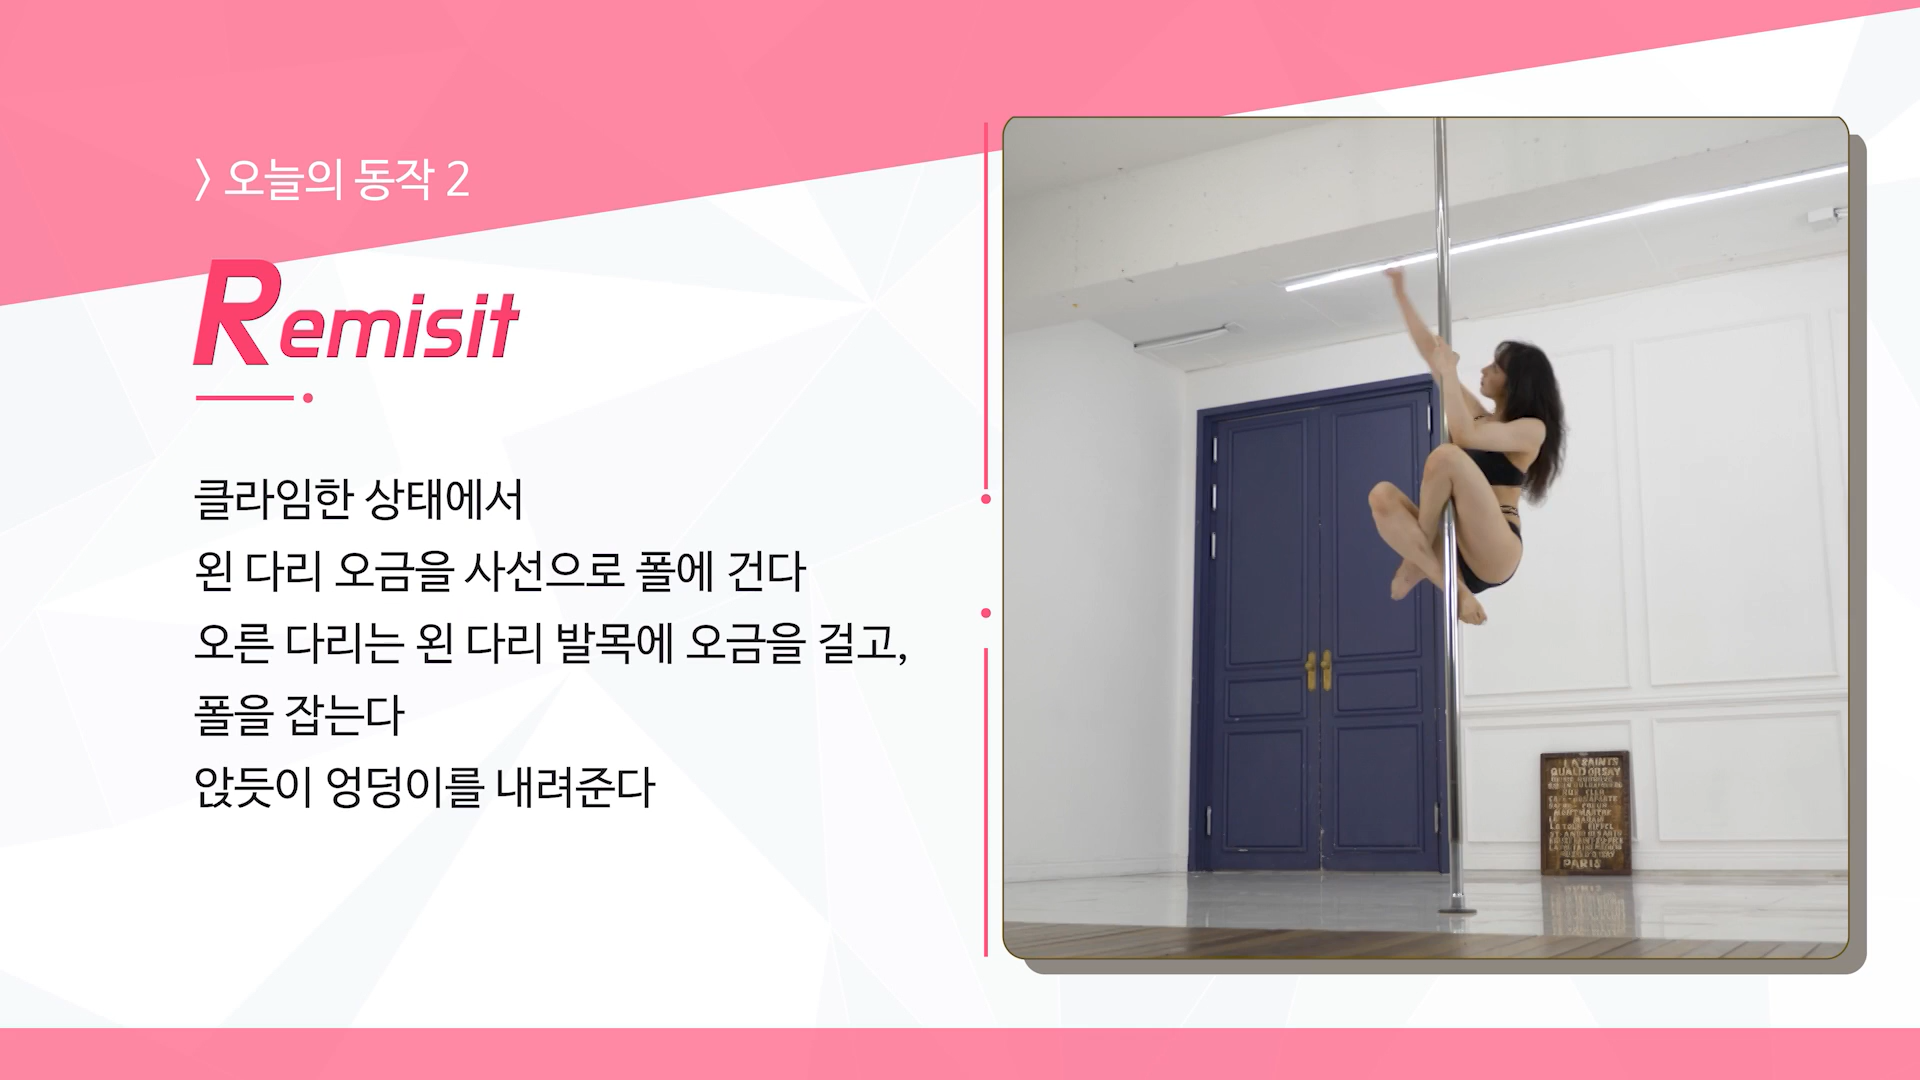 > 오늘의 동작 2
Remisit
클라임한 상태에서
왼 다리 오금을 사선으로 폴에 건다
오른 다리는 왼 다리 발목에 오금을 걸고,
폴을 잡는다
앉듯이 엉덩이를 내려준다
QUAI D'ORSAY
PARIS